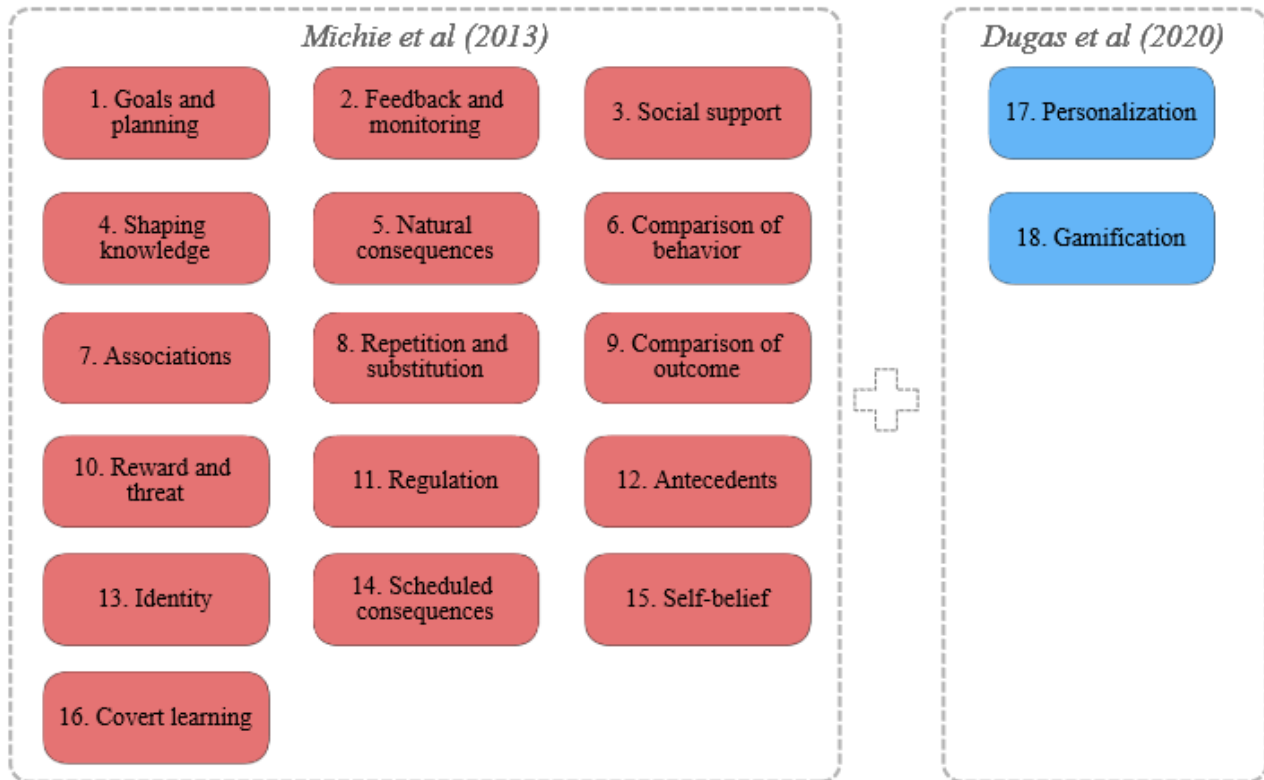 Michie et al (2013)
1. Goals and
planning
2. Feedback and
monitoring
3. Social support
4. Shaping
knowledge
5. Natural
consequences
6. Comparison of
behavior
7. Associations
8. Repetition and
substitution
9. Comparison of
outcome
10. Reward and
threat
11. Regulation
12. Antecedents
13. Identity
14. Scheduled
consequences
15. Self-belief
16. Covert learning
Dugas et al (2020)
17. Personalization
18. Gamification